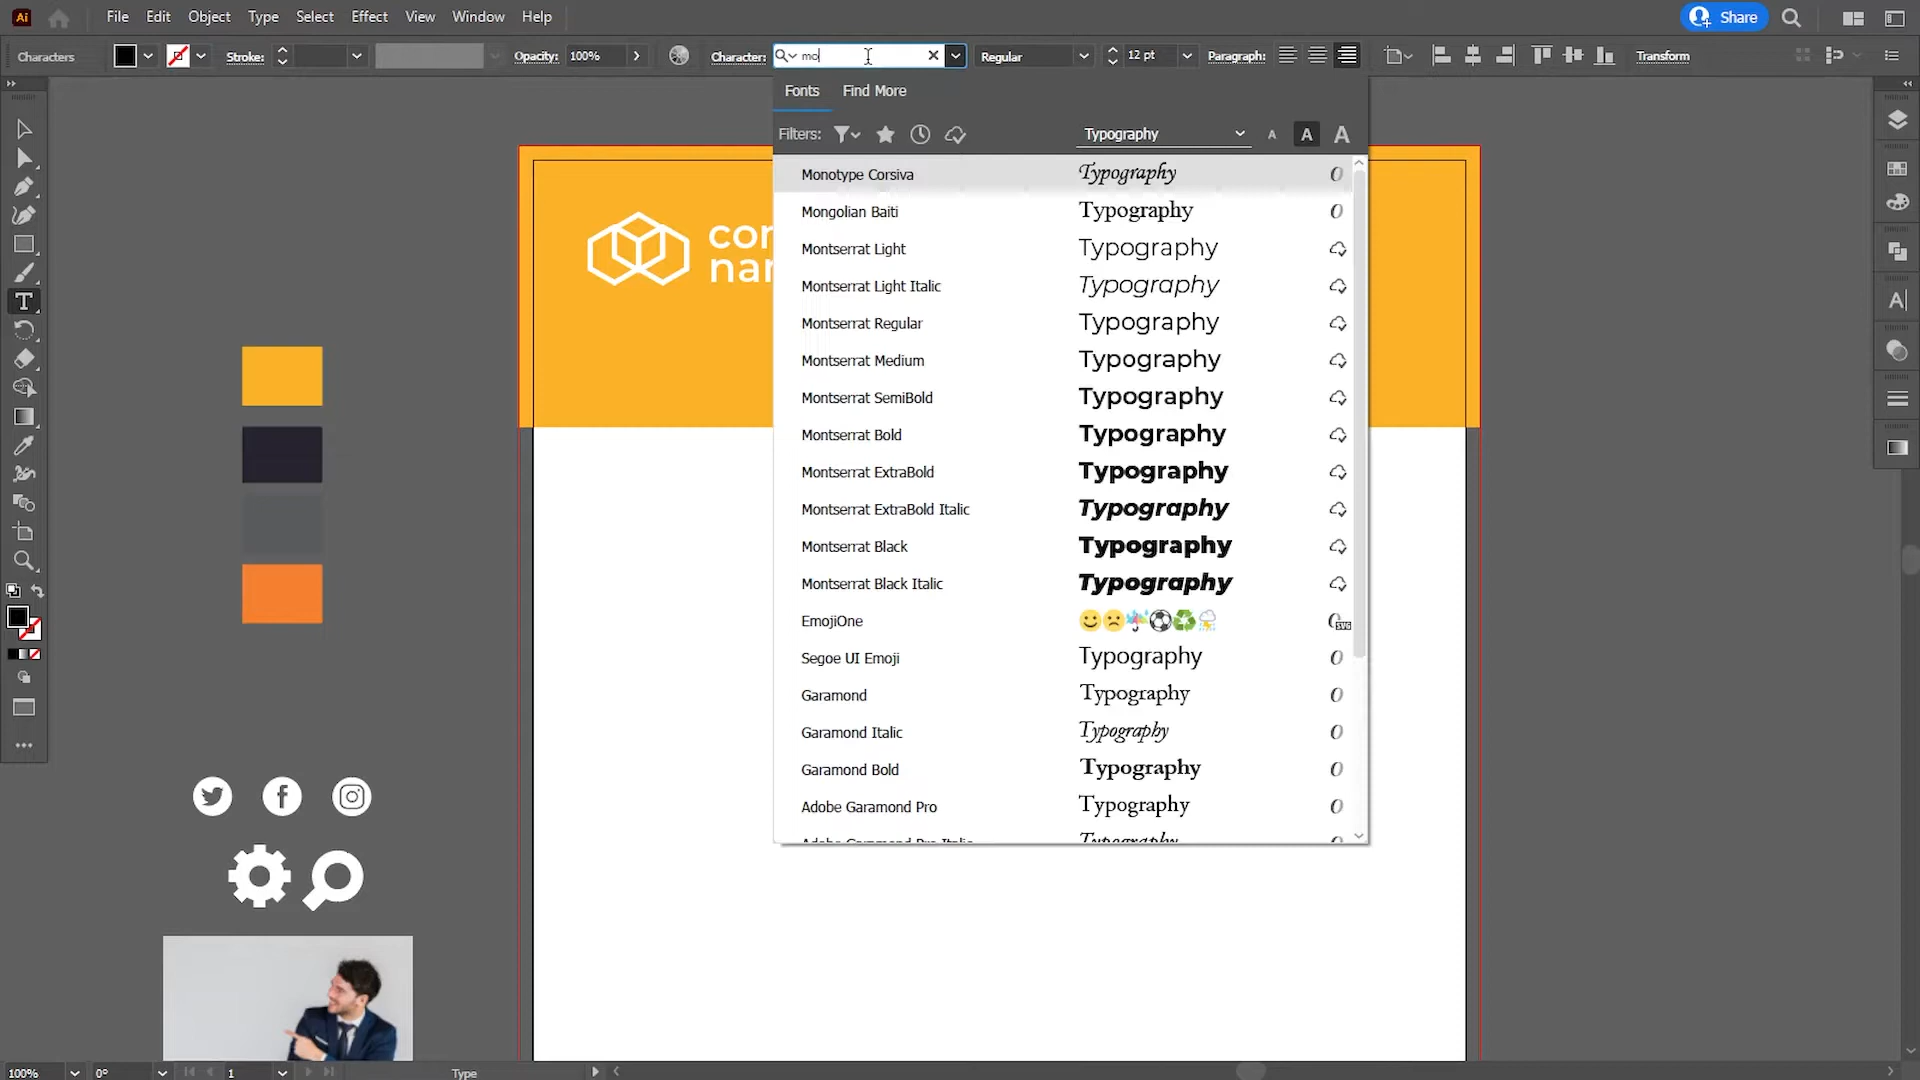 Ai File Edit Object Type Select Effect View Window Help Share
Characters Stroke: Opacity: 100% Character: mo Regular 12 pt Paragraph: Transform
Fonts Find More
Filters: Typography A A A
Monotype Corsiva Typography
Mongolian Baiti Typography
Montserrat Light Typography
Montserrat Light Italic Typography
Montserrat Regular Typography
Montserrat Medium Typography
Montserrat SemiBold Typography
Montserrat Bold Typography
Montserrat ExtraBold Typography
Montserrat ExtraBold Italic Typography
Montserrat Black Typography
Montserrat Black Italic Typography
EmojiOne
Segoe UI Emoji Typography
Garamond Typography
Garamond Italic Typography
Garamond Bold Typography
Adobe Garamond Pro Typography
Adobe Garamond Pro Italic Typography
100% 0° 1 Type